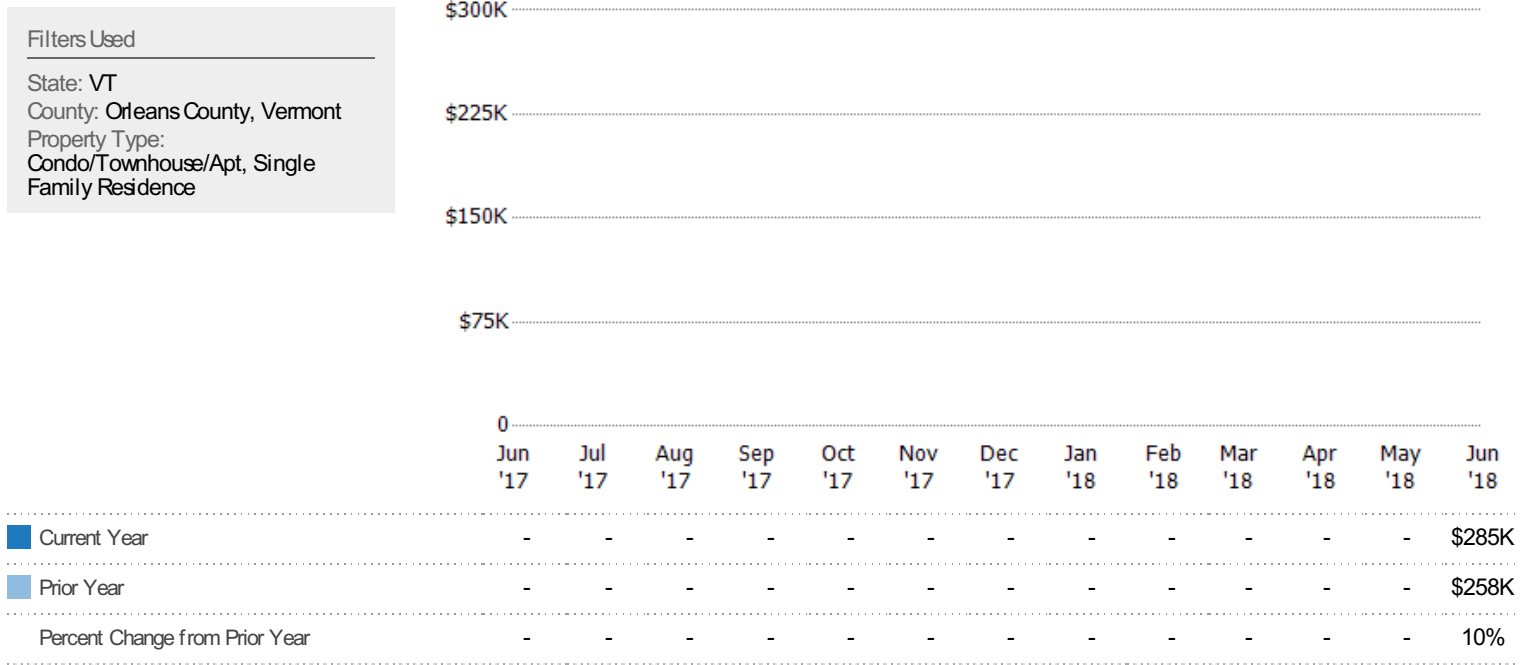 Filters Used
State: VT
County: Orleans County, Vermont
Property Type:
Condo/Townhouse/Apt, Single
Family Residence
$300K
$225K
$150K
$75K
0
Jun Jul Aug Sep Oct Nov Dec Jan Feb Mar Apr May Jun
'17 '17 '17 '17 '17 '17 '17 '18 '18 '18 '18 '18 '18
Current Year - - - - - - - - - - - - $285K
Prior Year - - - - - - - - - - - - $258K
Percent Change from Prior Year - - - - - - - - - - - - 10%